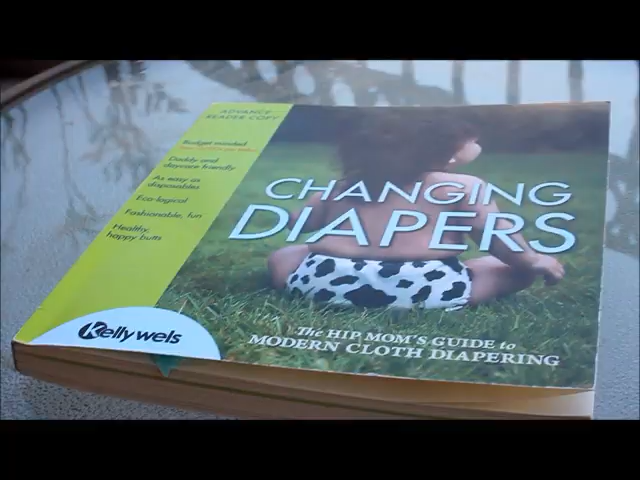 ADVANCE
READER COPY
Budget minded
Daddy and
daycare friendly
As easy as
disposables
Eco-logical
Fashionable, fun
Healthy,
happy butts
CHANGING
DIAPERS
The HIP MOM'S GUIDE to
MODERN CLOTH DIAPERING
Kelly wels